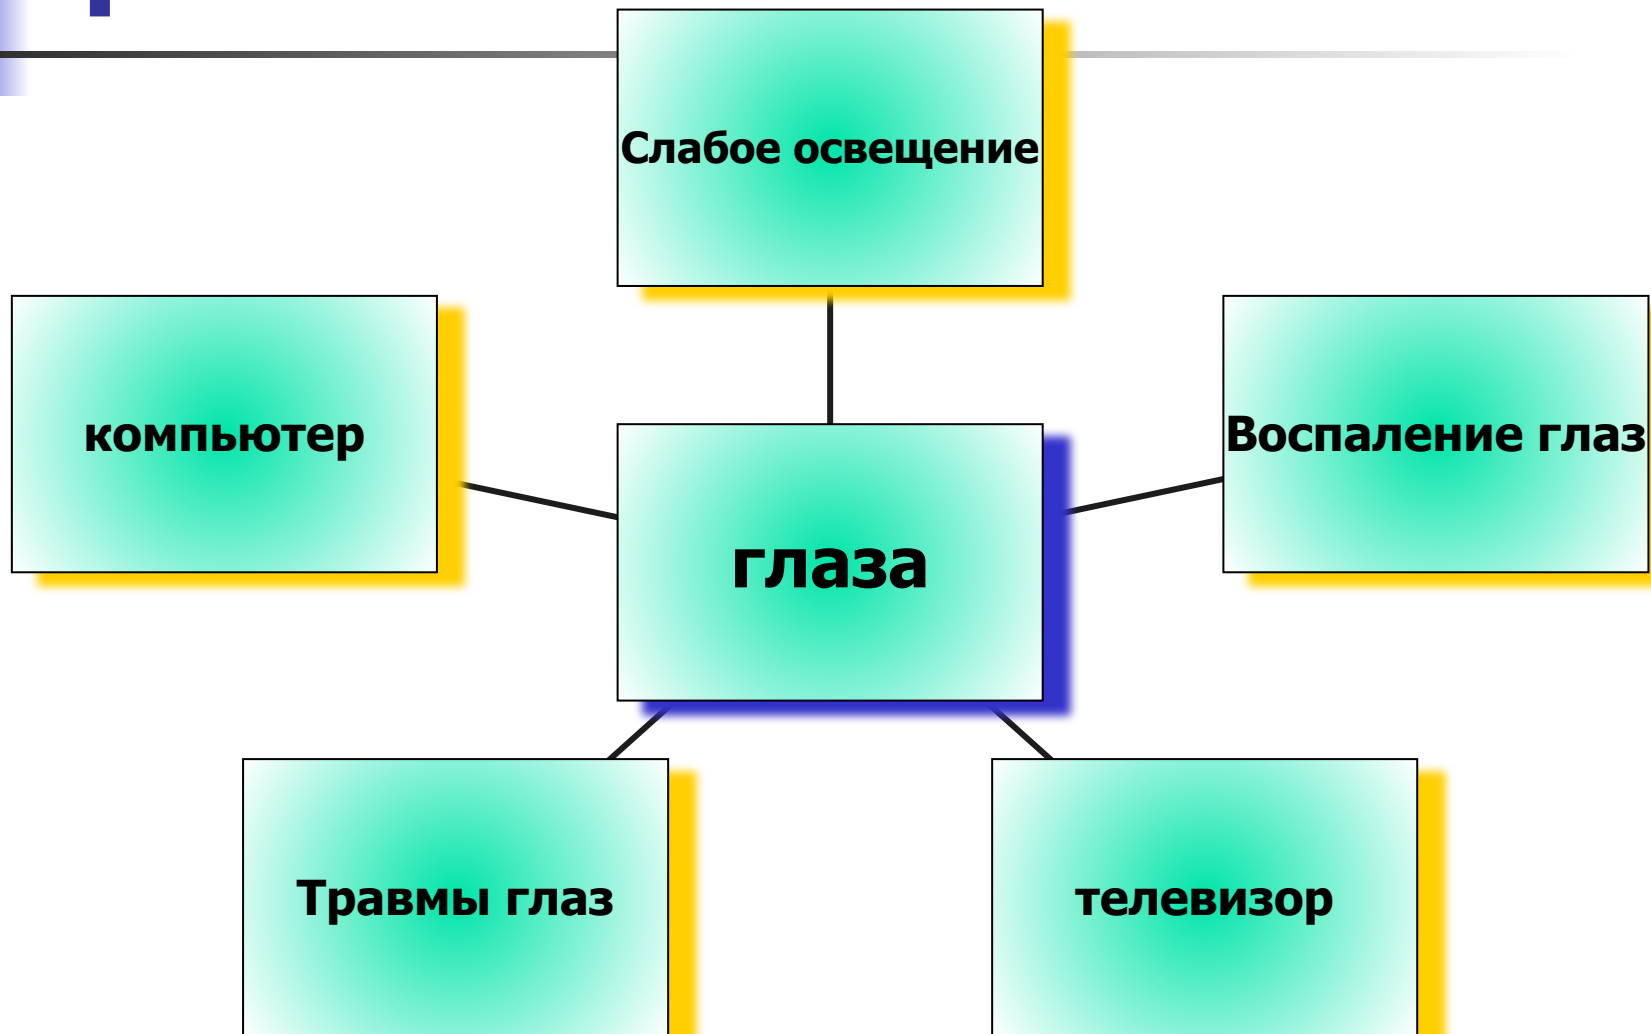 Слабое освещение
компьютер
Воспаление глаз
глаза
Травмы глаз
телевизор